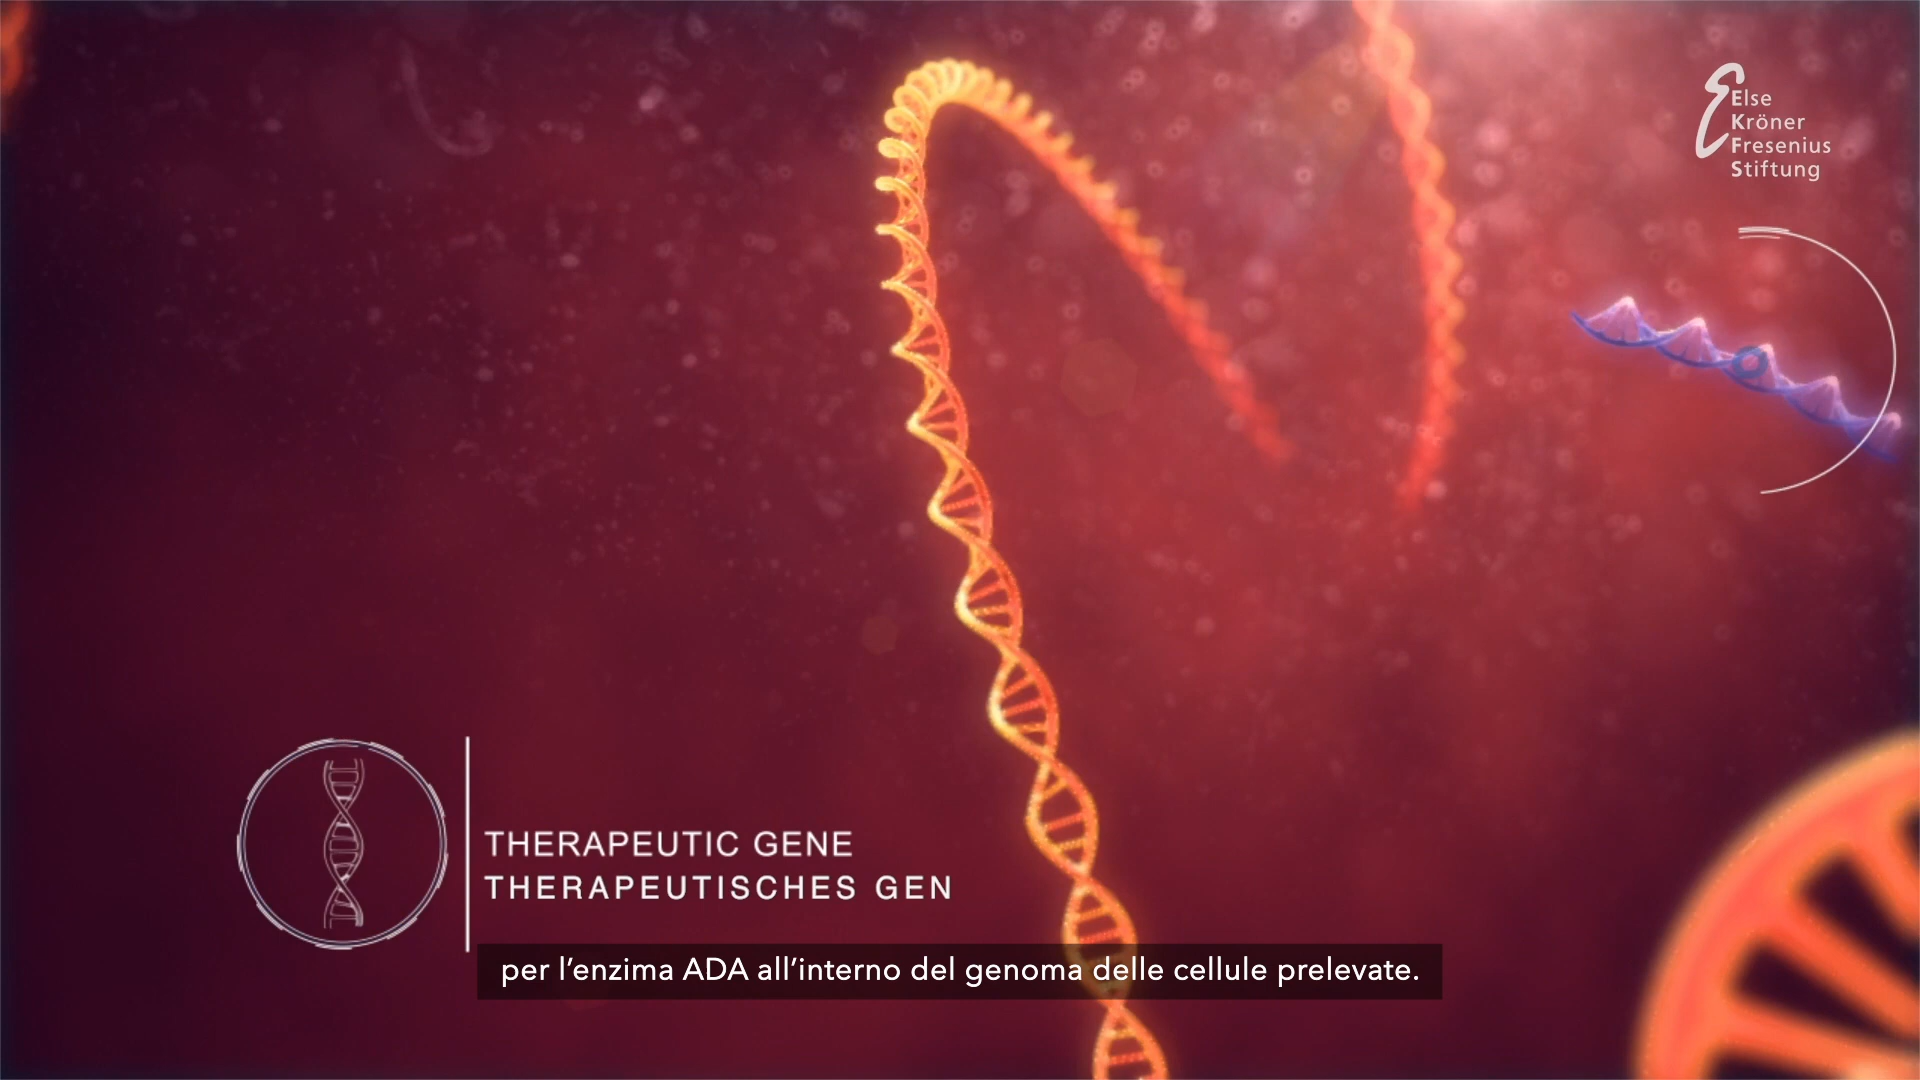 Else
Kröner
Fresenius
Stiftung
THERAPEUTIC GENE
THERAPEUTISCHES GEN
per l’enzima ADA all’interno del genoma delle cellule prelevate.